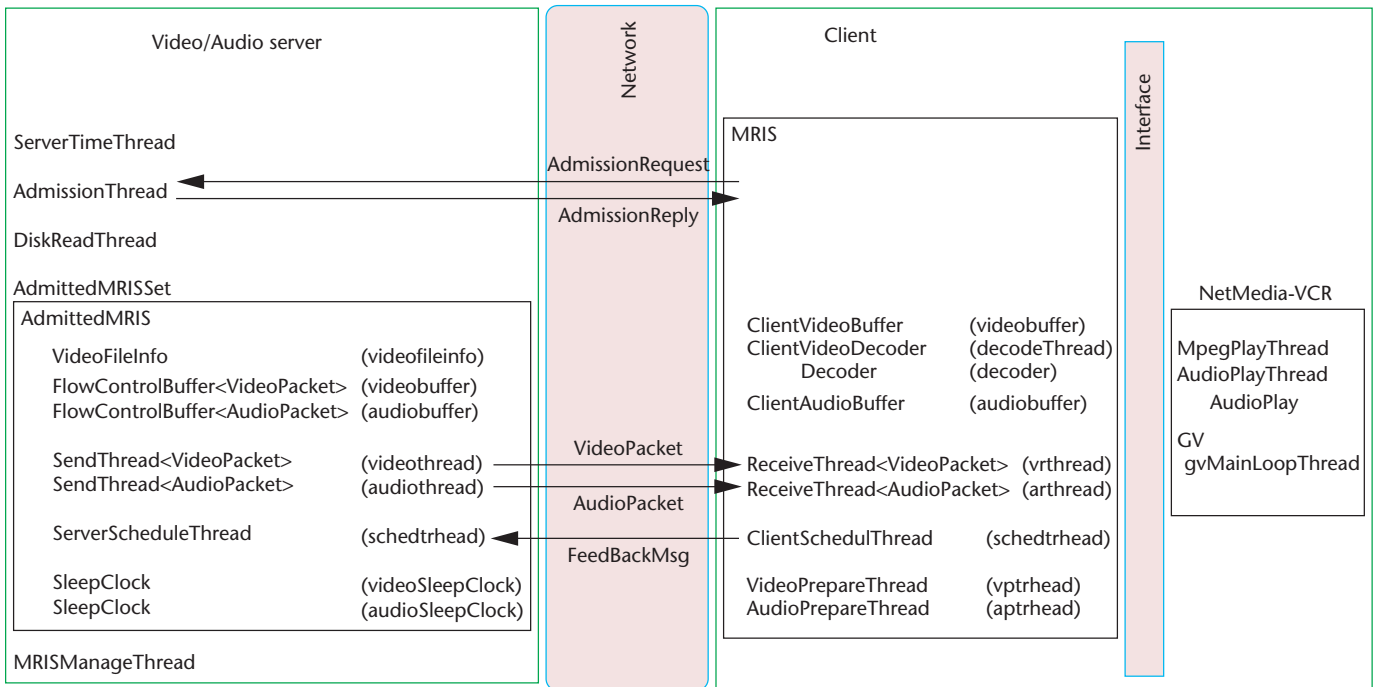 Video/Audio server
ServerTimeThread
AdmissionThread
DiskReadThread
AdmittedMRISSet
AdmittedMRIS
VideoFileInfo (videofileinfo)
FlowControlBuffer<VideoPacket> (videobuffer)
FlowControlBuffer<AudioPacket> (audiobuffer)
SendThread<VideoPacket> (videothread)
SendThread<AudioPacket> (audiothread)
ServerScheduleThread (schedtrhead)
SleepClock (videoSleepClock)
SleepClock (audioSleepClock)
MRISManageThread
Network
AdmissionRequest
AdmissionReply
VideoPacket
AudioPacket
FeedBackMsg
Client
MRIS
ClientVideoBuffer (videobuffer)
ClientVideoDecoder (decodeThread)
Decoder (decoder)
ClientAudioBuffer (audiobuffer)
ReceiveThread<VideoPacket> (vrthread)
ReceiveThread<AudioPacket> (arthread)
ClientSchedulThread (schedtrhead)
VideoPrepareThread (vptrhead)
AudioPrepareThread (aptrhead)
Interface
NetMedia-VCR
MpegPlayThread
AudioPlayThread
AudioPlay
GV
gvMainLoopThread